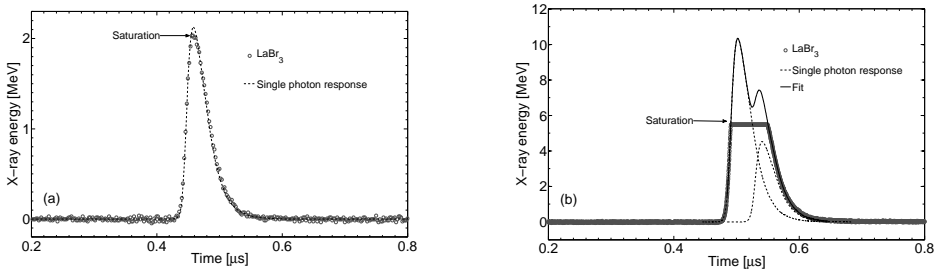 Saturation
LaBr3
Single photon response
X−ray energy [MeV]
2
1
0
(a)
0.2 0.4 0.6 0.8
Time [μs]
12
10
8
6
4
2
0
X−ray energy [MeV]
LaBr3
Single photon response
Fit
Saturation
(b)
0.2 0.4 0.6 0.8
Time [μs]